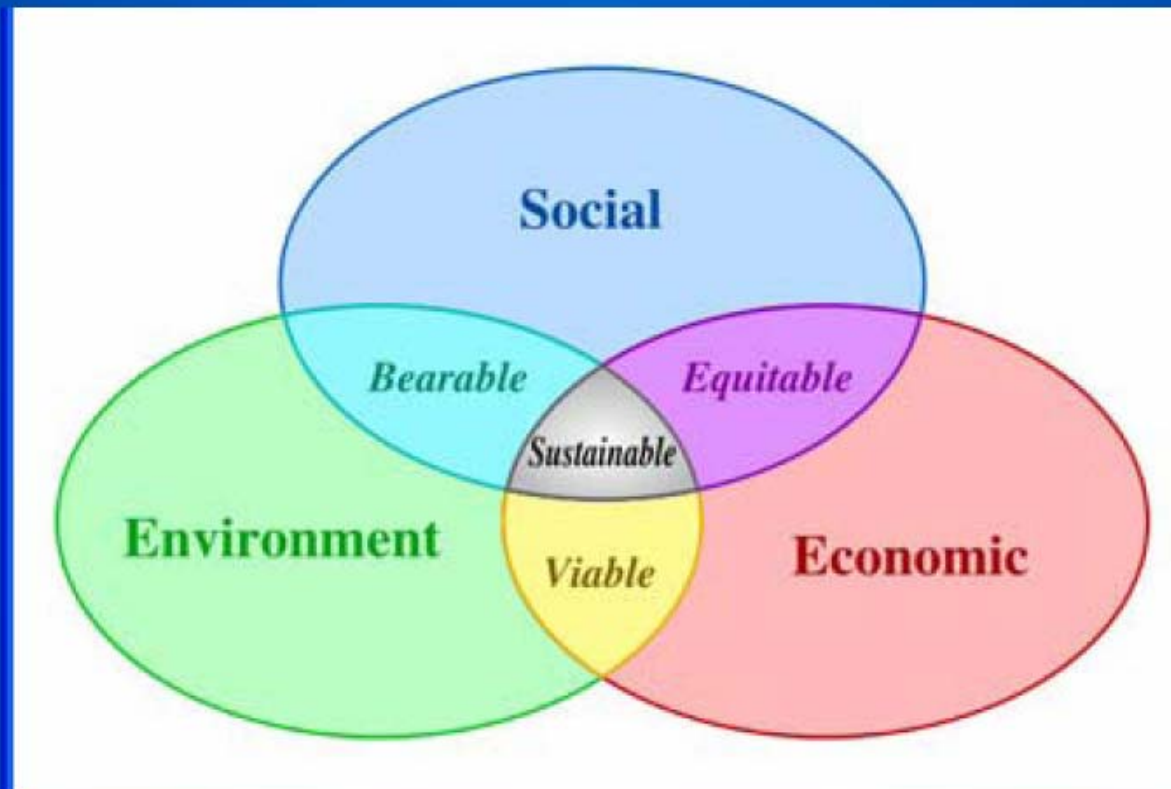 Social
Bearable
Equitable
Sustainable
Environment
Economic
Viable